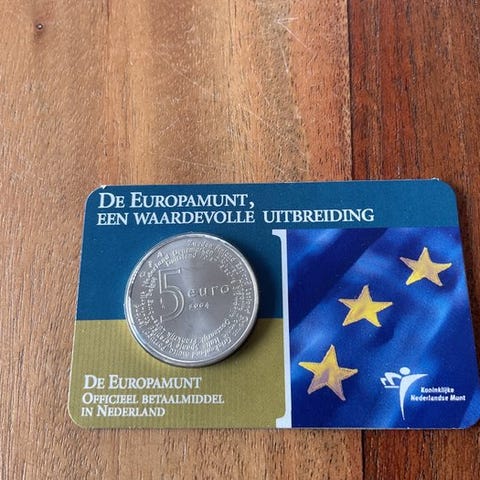 DE EUROPAMUNT,
EEN WAARDEVOLLE UITBREIDING
5 euro
2004
DE EUROPAMUNT
OFFICIEEL BETAALMIDDEL
IN NEDERLAND
Koninklijke
Nederlandse Munt